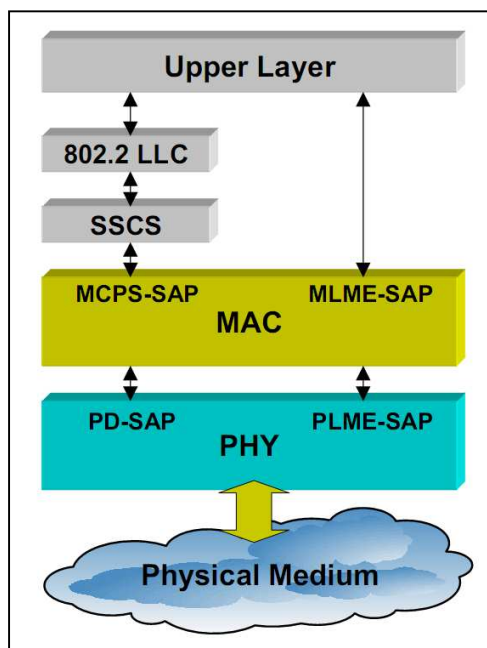 Upper Layer
802.2 LLC
SSCS
MCPS-SAP MLME-SAP
MAC
PD-SAP PLME-SAP
PHY
Physical Medium